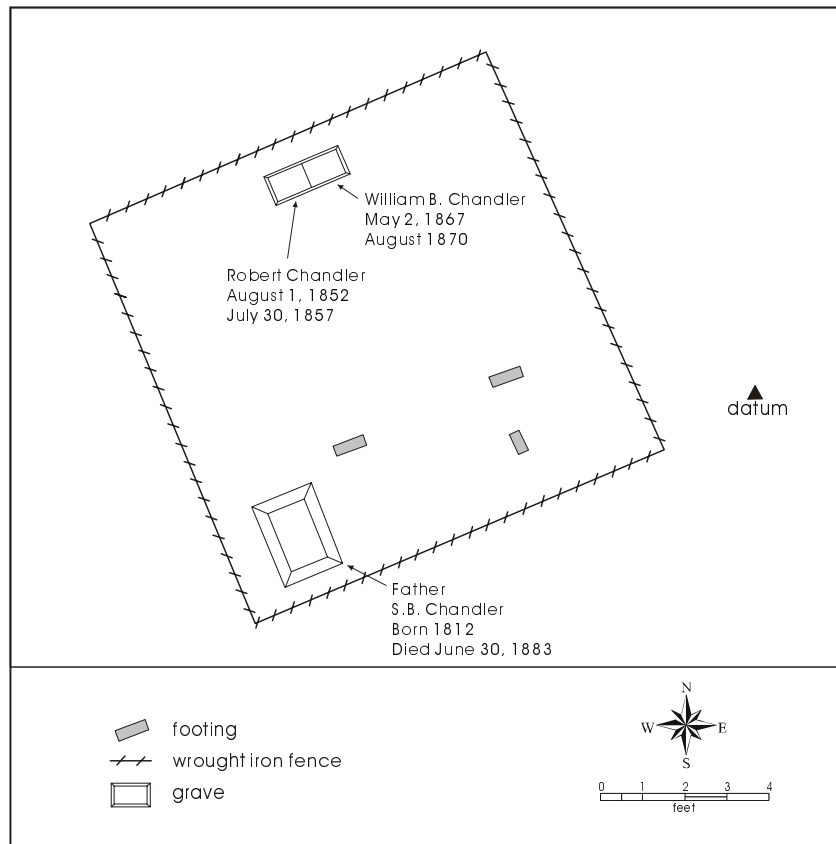 William B. Chandler
May 2, 1867
August 1870
Robert Chandler
August 1, 1852
July 30, 1857
datum
Father
S.B. Chandler
Born 1812
Died June 30, 1883
footing
wrought iron fence
grave
N
W E
S
0 1 2 3 4
feet